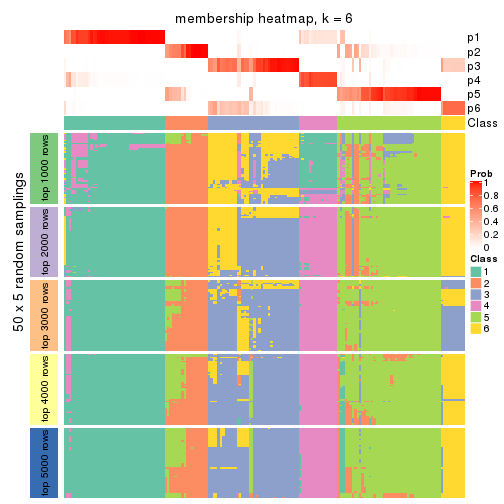 membership heatmap, k = 6
p1
p2
p3
p4
p5
p6
Class
50 x 5 random samplings
top 1000 rows
top 2000 rows
top 3000 rows
top 4000 rows
top 5000 rows
Prob
1
0.8
0.6
0.4
0.2
0
Class
1
2
3
4
5
6